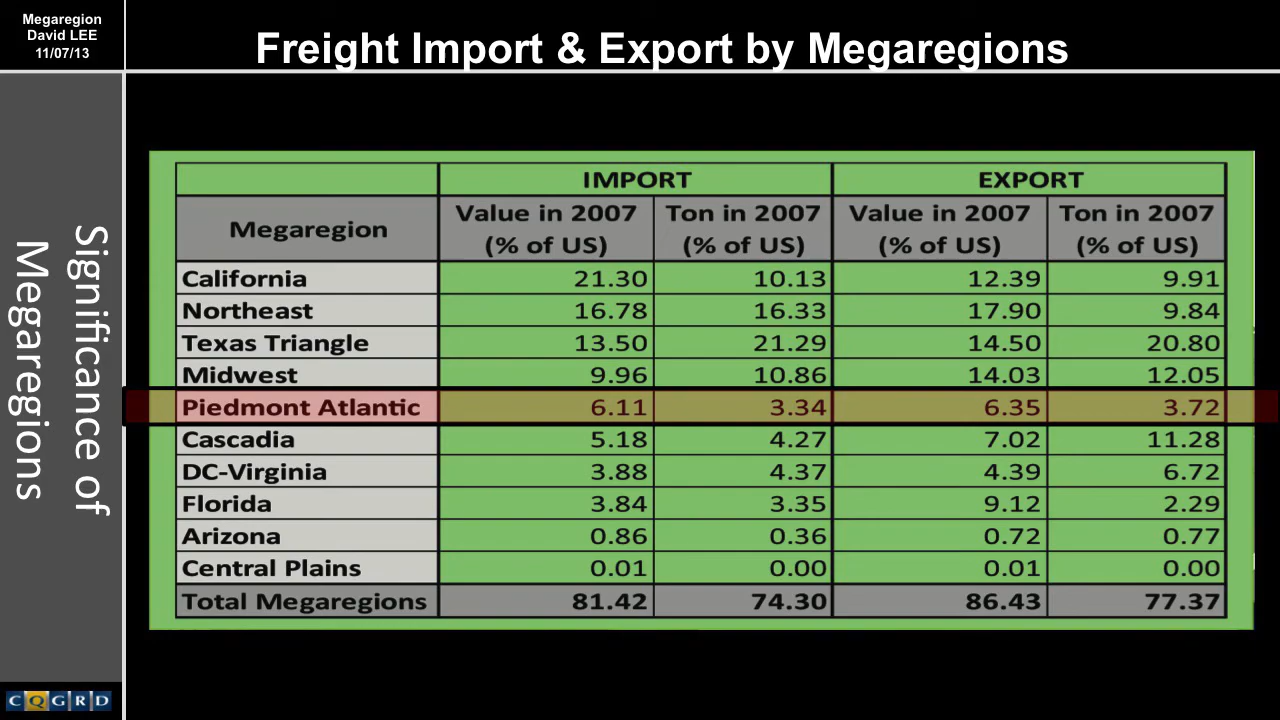 Megaregion
David LEE
11/07/13
Freight Import & Export by Megaregions
Significance of
Megaregions
IMPORT EXPORT
Megaregion Value in 2007 (% of US) Ton in 2007 (% of US) Value in 2007 (% of US) Ton in 2007 (% of US)
California 21.30 10.13 12.39 9.91
Northeast 16.78 16.33 17.90 9.84
Texas Triangle 13.50 21.29 14.50 20.80
Midwest 9.96 10.86 14.03 12.05
Piedmont Atlantic 6.11 3.34 6.35 3.72
Cascadia 5.18 4.27 7.02 11.28
DC-Virginia 3.88 4.37 4.39 6.72
Florida 3.84 3.35 9.12 2.29
Arizona 0.86 0.36 0.72 0.77
Central Plains 0.01 0.00 0.01 0.00
Total Megaregions 81.42 74.30 86.43 77.37
CQGRD